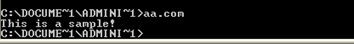 C:\DOCUME~1\ADMINI~1>aa.com
This is a sample!
C:\DOCUME~1\ADMINI~1>